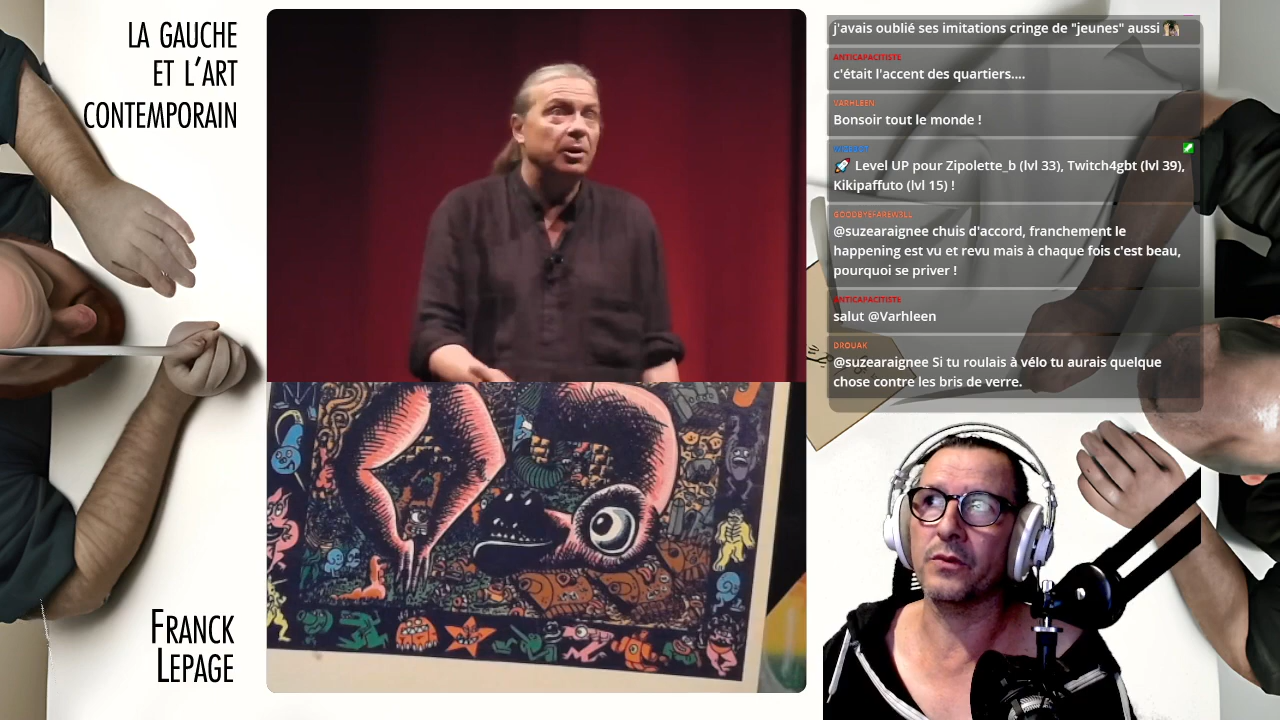 LA GAUCHE
ET L'ART
CONTEMPORAIN
FRANCK
LEPAGE
j'avais oublié ses imitations cringe de "jeunes" aussi
ANTICAPACITISTE
c'était l'accent des quartiers....
VARHLEEN
Bonsoir tout le monde !
🚀 Level UP pour Zipolette_b (lvl 33), Twitch4gbt (lvl 39),
Kikipaffuto (lvl 15) !
GOODBYEFAREWELL
@suzearaignee chuis d'accord, franchement le
happening est vu et revu mais à chaque fois c'est beau,
pourquoi se priver !
ANTICAPACITISTE
salut @Varhleen
DROUAK
@suzearaignee Si tu roulais à vélo tu aurais quelque
chose contre les bris de verre.